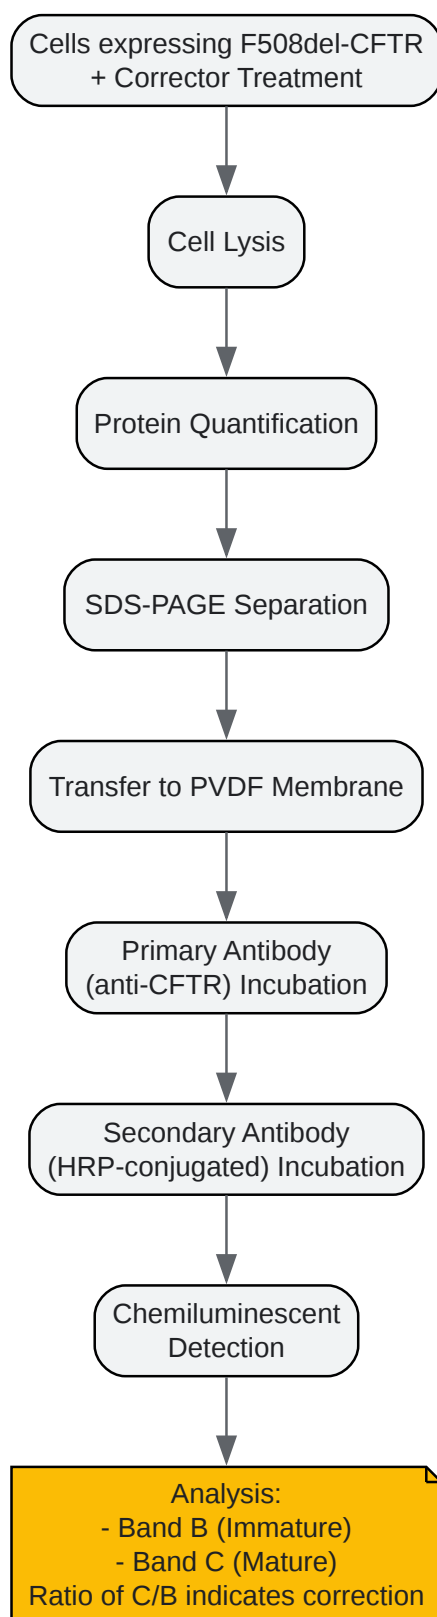 Cells expressing F508del-CFTR
+ Corrector Treatment
Cell Lysis
Protein Quantification
SDS-PAGE Separation
Transfer to PVDF Membrane
Primary Antibody
(anti-CFTR) Incubation
Secondary Antibody
(HRP-conjugated) Incubation
Chemiluminescent
Detection
Analysis:
- Band B (Immature)
- Band C (Mature)
Ratio of C/B indicates correction